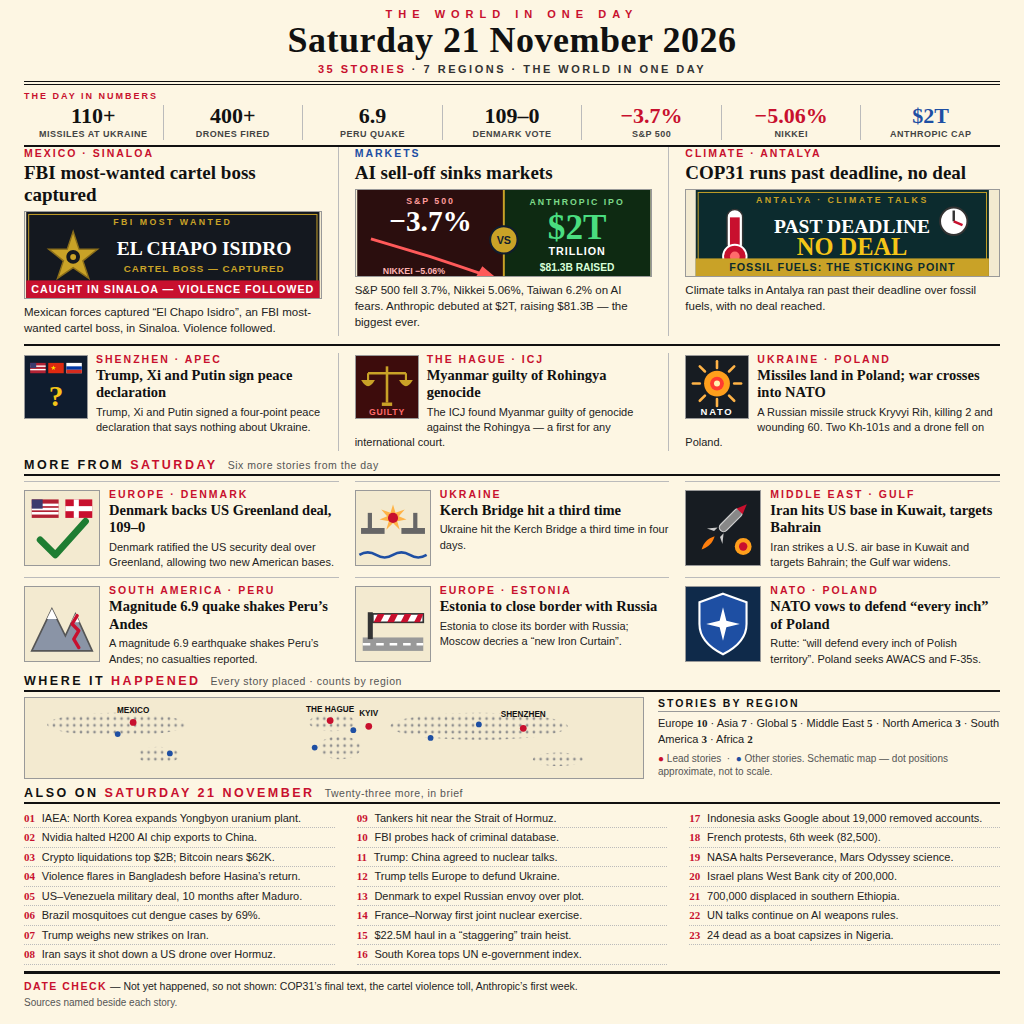 THE WORLD IN ONE DAY
Saturday 21 November 2026
35 STORIES · 7 REGIONS · THE WORLD IN ONE DAY
THE DAY IN NUMBERS
110+
MISSILES AT UKRAINE
400+
DRONES FIRED
6.9
PERU QUAKE
109–0
DENMARK VOTE
−3.7%
S&P 500
−5.06%
NIKKEI
$2T
ANTHROPIC CAP
MEXICO · SINALOA
FBI most-wanted cartel boss
captured
FBI MOST WANTED
EL CHAPO ISIDRO
CARTEL BOSS — CAPTURED
CAUGHT IN SINALOA — VIOLENCE FOLLOWED
Mexican forces captured “El Chapo Isidro”, an FBI most-
wanted cartel boss, in Sinaloa. Violence followed.
MARKETS
AI sell-off sinks markets
S&P 500
−3.7%
NIKKEI −5.06%
VS
ANTHROPIC IPO
$2T
TRILLION
$81.3B RAISED
S&P 500 fell 3.7%, Nikkei 5.06%, Taiwan 6.2% on AI
fears. Anthropic debuted at $2T, raising $81.3B — the
biggest ever.
CLIMATE · ANTALYA
COP31 runs past deadline, no deal
ANTALYA · CLIMATE TALKS
PAST DEADLINE
NO DEAL
FOSSIL FUELS: THE STICKING POINT
Climate talks in Antalya ran past their deadline over fossil
fuels, with no deal reached.
?
SHENZHEN · APEC
Trump, Xi and Putin sign peace
declaration
Trump, Xi and Putin signed a four-point peace
declaration that says nothing about Ukraine.
GUILTY
THE HAGUE · ICJ
Myanmar guilty of Rohingya
genocide
The ICJ found Myanmar guilty of genocide
against the Rohingya — a first for any
international court.
NATO
UKRAINE · POLAND
Missiles land in Poland; war crosses
into NATO
A Russian missile struck Kryvyi Rih, killing 2 and
wounding 60. Two Kh-101s and a drone fell on
Poland.
MORE FROM SATURDAY Six more stories from the day
EUROPE · DENMARK
Denmark backs US Greenland deal,
109–0
Denmark ratified the US security deal over
Greenland, allowing two new American bases.
UKRAINE
Kerch Bridge hit a third time
Ukraine hit the Kerch Bridge a third time in four
days.
MIDDLE EAST · GULF
Iran hits US base in Kuwait, targets
Bahrain
Iran strikes a U.S. air base in Kuwait and
targets Bahrain; the Gulf war widens.
SOUTH AMERICA · PERU
Magnitude 6.9 quake shakes Peru’s
Andes
A magnitude 6.9 earthquake shakes Peru’s
Andes; no casualties reported.
EUROPE · ESTONIA
Estonia to close border with Russia
Estonia to close its border with Russia;
Moscow decries a “new Iron Curtain”.
NATO · POLAND
NATO vows to defend “every inch”
of Poland
Rutte: “will defend every inch of Polish
territory”. Poland seeks AWACS and F-35s.
WHERE IT HAPPENED Every story placed · counts by region
MEXICO
THE HAGUE
KYIV
SHENZHEN
STORIES BY REGION
Europe 10 · Asia 7 · Global 5 · Middle East 5 · North America 3 · South
America 3 · Africa 2
● Lead stories · ● Other stories. Schematic map — dot positions
approximate, not to scale.
ALSO ON SATURDAY 21 NOVEMBER Twenty-three more, in brief
01 IAEA: North Korea expands Yongbyon uranium plant.
02 Nvidia halted H200 AI chip exports to China.
03 Crypto liquidations top $2B; Bitcoin nears $62K.
04 Violence flares in Bangladesh before Hasina’s return.
05 US–Venezuela military deal, 10 months after Maduro.
06 Brazil mosquitoes cut dengue cases by 69%.
07 Trump weighs new strikes on Iran.
08 Iran says it shot down a US drone over Hormuz.
09 Tankers hit near the Strait of Hormuz.
10 FBI probes hack of criminal database.
11 Trump: China agreed to nuclear talks.
12 Trump tells Europe to defund Ukraine.
13 Denmark to expel Russian envoy over plot.
14 France–Norway first joint nuclear exercise.
15 $22.5M haul in a “staggering” train heist.
16 South Korea tops UN e-government index.
17 Indonesia asks Google about 19,000 removed accounts.
18 French protests, 6th week (82,500).
19 NASA halts Perseverance, Mars Odyssey science.
20 Israel plans West Bank city of 200,000.
21 700,000 displaced in southern Ethiopia.
22 UN talks continue on AI weapons rules.
23 24 dead as a boat capsizes in Nigeria.
DATE CHECK — Not yet happened, so not shown: COP31’s final text, the cartel violence toll, Anthropic’s first week.
Sources named beside each story.